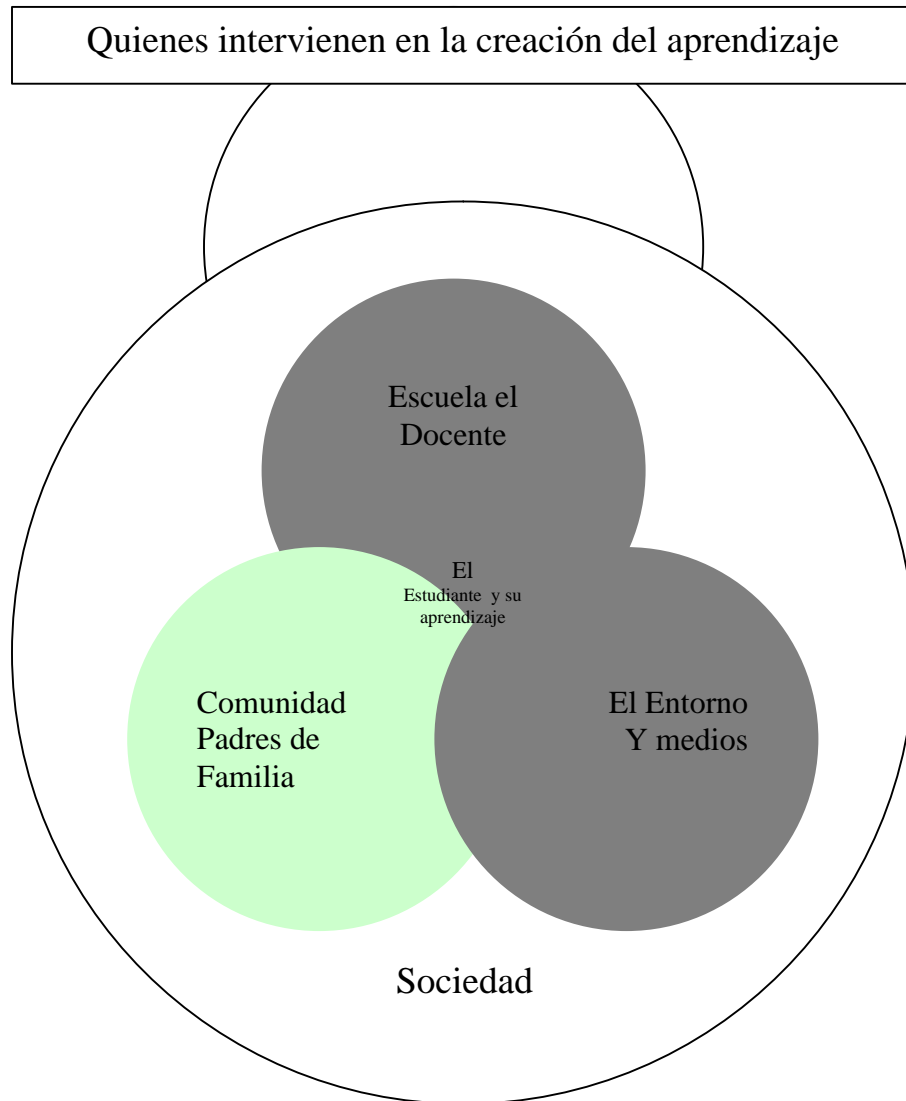 Quienes intervienen en la creación del aprendizaje
Escuela el
Docente
El
Estudiante y su
aprendizaje
Comunidad
Padres de
Familia
El Entorno
Y medios
Sociedad